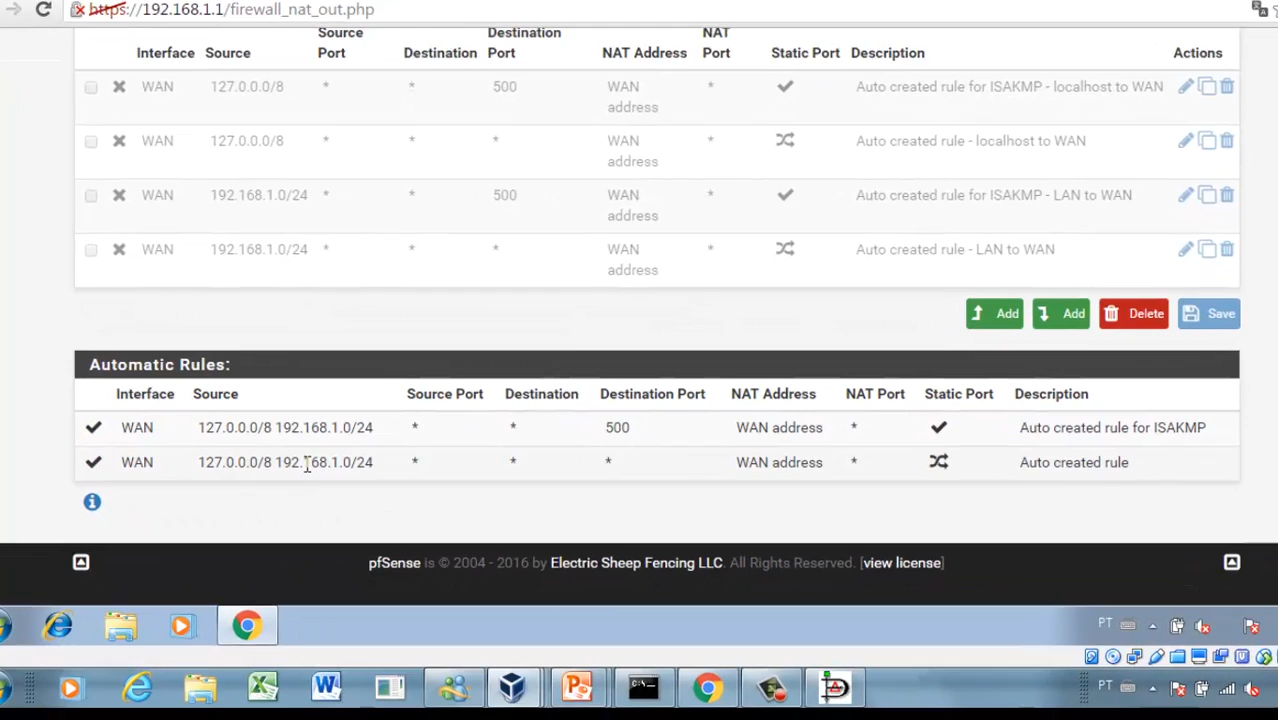 https://192.168.1.1/firewall_nat_out.php
Interface Source Source Port Destination Destination Port NAT Address NAT Port Static Port Description Actions
WAN 127.0.0.0/8 * * 500 WAN address * Auto created rule for ISAKMP - localhost to WAN
WAN 127.0.0.0/8 * * * WAN address * Auto created rule - localhost to WAN
WAN 192.168.1.0/24 * * 500 WAN address * Auto created rule for ISAKMP - LAN to WAN
WAN 192.168.1.0/24 * * * WAN address * Auto created rule - LAN to WAN
Add Add Delete Save
Automatic Rules:
Interface Source Source Port Destination Destination Port NAT Address NAT Port Static Port Description
WAN 127.0.0.0/8 192.168.1.0/24 * * 500 WAN address * Auto created rule for ISAKMP
WAN 127.0.0.0/8 192.168.1.0/24 * * * WAN address * Auto created rule
pfSense is © 2004 - 2016 by Electric Sheep Fencing LLC. All Rights Reserved. [view license]
PT
PT